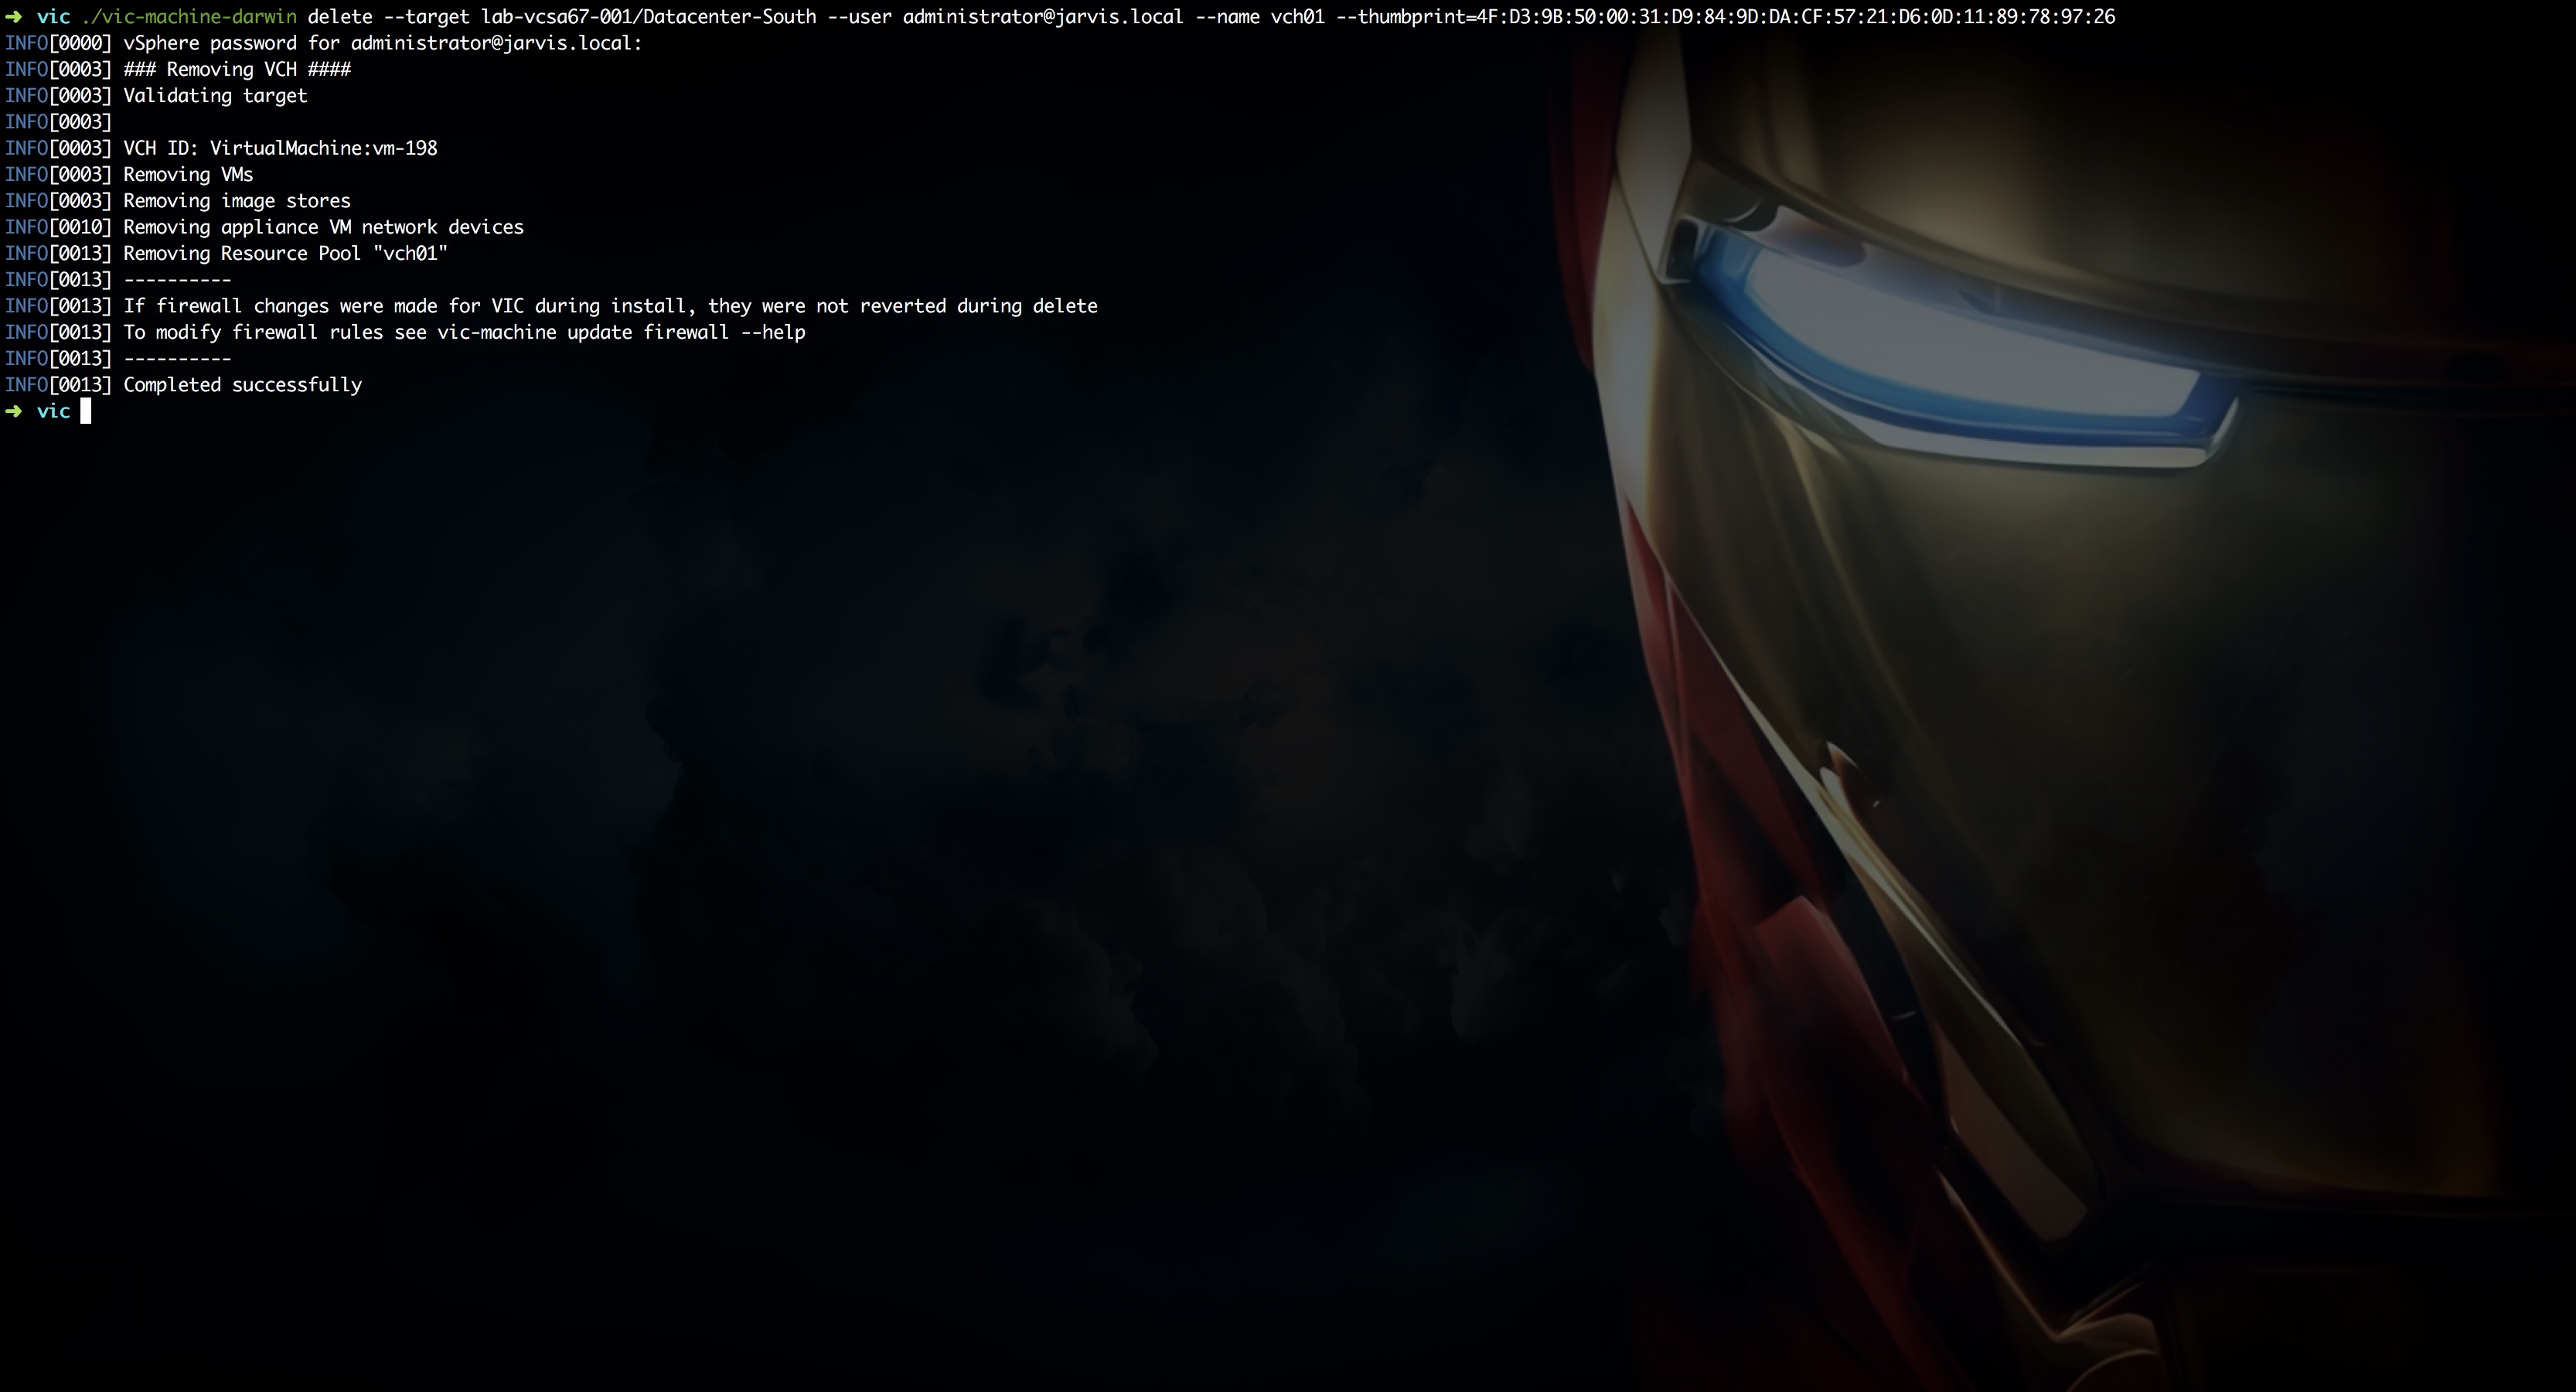 ➜ vic ./vic-machine-darwin delete --target lab-vcsa67-001/Datacenter-South --user administrator@jarvis.local --name vch01 --thumbprint=4F:D3:9B:50:00:31:D9:84:9D:DA:CF:57:21:D6:0D:11:89:78:97:26
INFO[0000] vSphere password for administrator@jarvis.local:
INFO[0003] ### Removing VCH ####
INFO[0003] Validating target
INFO[0003]
INFO[0003] VCH ID: VirtualMachine:vm-198
INFO[0003] Removing VMs
INFO[0003] Removing image stores
INFO[0010] Removing appliance VM network devices
INFO[0013] Removing Resource Pool "vch01"
INFO[0013] ----------
INFO[0013] If firewall changes were made for VIC during install, they were not reverted during delete
INFO[0013] To modify firewall rules see vic-machine update firewall --help
INFO[0013] ----------
INFO[0013] Completed successfully
➜ vic